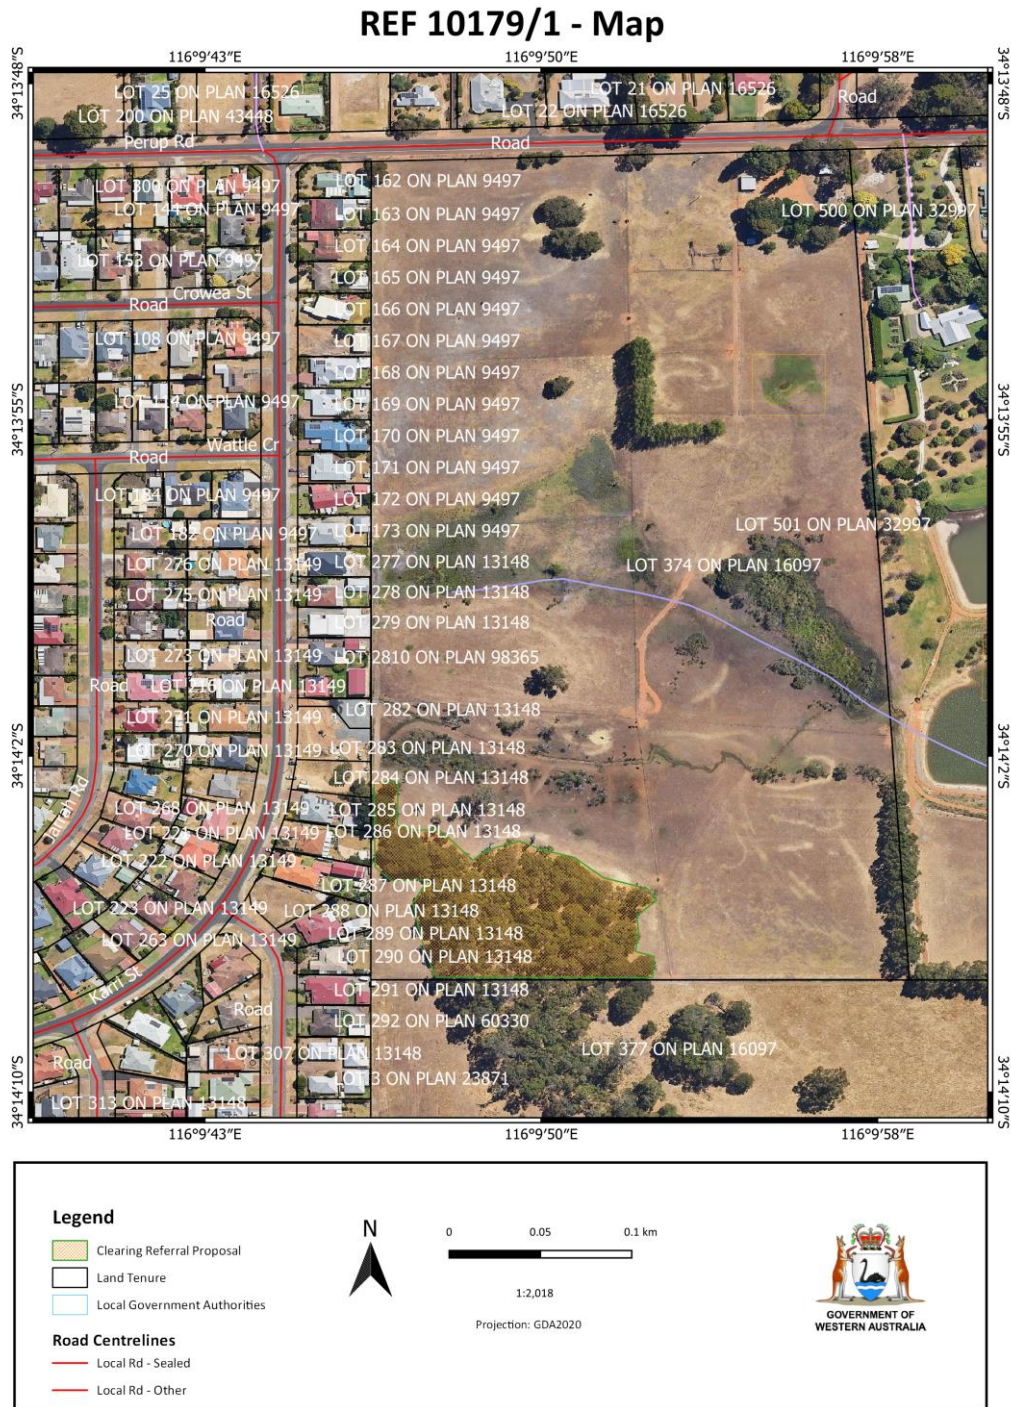 REF 10179/1 - Map
116°9′43″E
116°9′50″E
116°9′58″E
34°13′48″S
34°13′48″S
LOT 25 ON PLAN 16526
LOT 21 ON PLAN 16526
Road
LOT 200 ON PLAN 43448
LOT 22 ON PLAN 16526
Perup Rd
Road
LOT 300 ON PLAN 9497
LOT 162 ON PLAN 9497
LOT 144 ON PLAN 9497
LOT 163 ON PLAN 9497
LOT 500 ON PLAN 32997
LOT 153 ON PLAN 9497
LOT 164 ON PLAN 9497
LOT 165 ON PLAN 9497
Crowea St
Road
LOT 166 ON PLAN 9497
LOT 108 ON PLAN 9497
LOT 167 ON PLAN 9497
LOT 168 ON PLAN 9497
LOT 114 ON PLAN 9497
LOT 169 ON PLAN 9497
34°13′55″S
34°13′55″S
Wattle Cr
LOT 170 ON PLAN 9497
Road
LOT 171 ON PLAN 9497
LOT 184 ON PLAN 9497
LOT 172 ON PLAN 9497
LOT 182 ON PLAN 9497
LOT 173 ON PLAN 9497
LOT 501 ON PLAN 32997
LOT 276 ON PLAN 13149
LOT 277 ON PLAN 13148
LOT 374 ON PLAN 16097
LOT 275 ON PLAN 13149
LOT 278 ON PLAN 13148
Road
LOT 279 ON PLAN 13148
LOT 273 ON PLAN 13149
LOT 2810 ON PLAN 98365
Road
LOT 216 ON PLAN 13149
LOT 271 ON PLAN 13149
LOT 282 ON PLAN 13148
LOT 270 ON PLAN 13149
LOT 283 ON PLAN 13148
34°14′2″S
34°14′2″S
LOT 284 ON PLAN 13148
Jarrah Rd
LOT 268 ON PLAN 13149
LOT 285 ON PLAN 13148
LOT 221 ON PLAN 13149
LOT 286 ON PLAN 13148
LOT 222 ON PLAN 13149
LOT 287 ON PLAN 13148
LOT 223 ON PLAN 13149
LOT 288 ON PLAN 13148
LOT 263 ON PLAN 13149
LOT 289 ON PLAN 13148
LOT 290 ON PLAN 13148
Karri St
LOT 291 ON PLAN 13148
Road
LOT 292 ON PLAN 60330
Road
LOT 307 ON PLAN 13148
LOT 377 ON PLAN 16097
LOT 3 ON PLAN 23871
LOT 313 ON PLAN 13148
34°14′10″S
34°14′10″S
116°9′43″E
116°9′50″E
116°9′58″E
Legend
Clearing Referral Proposal
Land Tenure
Local Government Authorities
Road Centrelines
Local Rd - Sealed
Local Rd - Other
N
0 0.05 0.1 km
1:2,018
Projection: GDA2020
GOVERNMENT OF
WESTERN AUSTRALIA